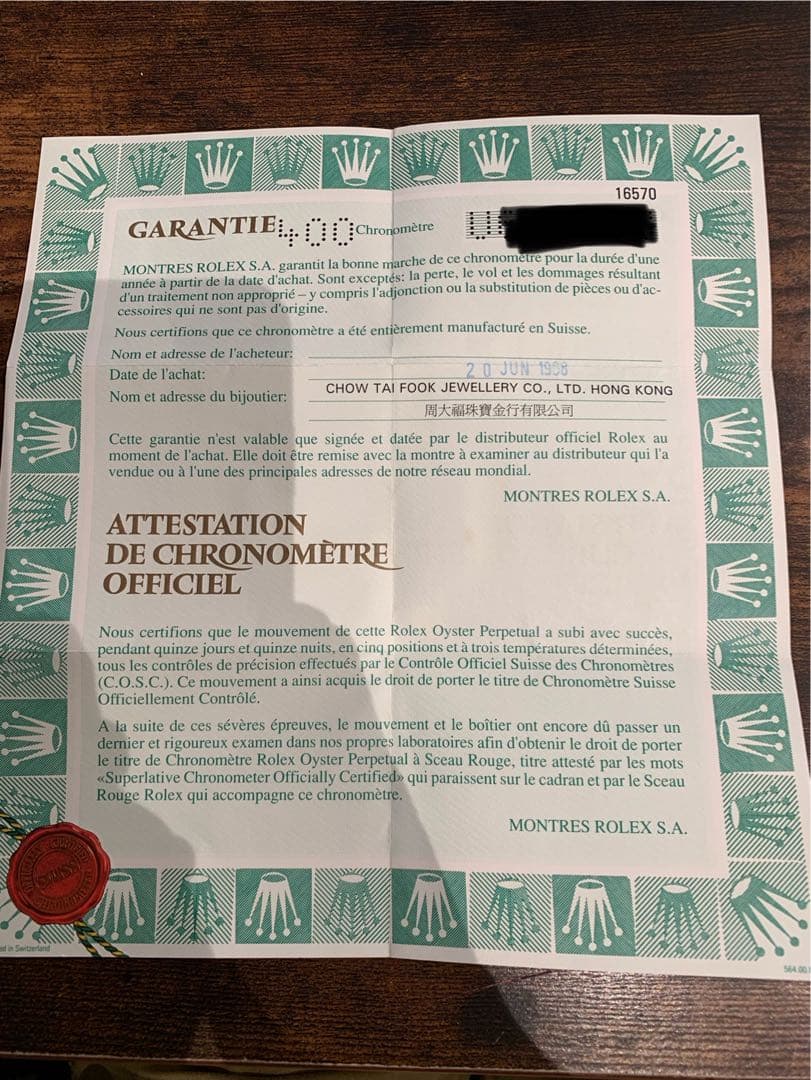 16570
GARANTIE 400 Chronomètre U
MONTRES ROLEX S.A. garantit la bonne marche de ce chronomètre pour la durée d'une
année à partir de la date d'achat. Sont exceptés: la perte, le vol et les dommages résultant
d'un traitement non approprié – y compris l'adjonction ou la substitution de pièces ou d'ac-
cessoires qui ne sont pas d'origine.
Nous certifions que ce chronomètre a été entièrement manufacturé en Suisse.
Nom et adresse de l'acheteur:
Date de l'achat: 20 JUN 1998
Nom et adresse du bijoutier: CHOW TAI FOOK JEWELLERY CO., LTD. HONG KONG
周大福珠寶金行有限公司
Cette garantie n'est valable que signée et datée par le distributeur officiel Rolex au
moment de l'achat. Elle doit être remise avec la montre à examiner au distributeur qui l'a
vendue ou à l'une des principales adresses de notre réseau mondial.
MONTRES ROLEX S.A.
ATTESTATION
DE CHRONOMÈTRE
OFFICIEL
Nous certifions que le mouvement de cette Rolex Oyster Perpetual a subi avec succès,
pendant quinze jours et quinze nuits, en cinq positions et à trois températures déterminées,
tous les contrôles de précision effectués par le Contrôle Officiel Suisse des Chronomètres
(C.O.S.C.). Ce mouvement a ainsi acquis le droit de porter le titre de Chronomètre Suisse
Officiellement Contrôlé.
A la suite de ces sévères épreuves, le mouvement et le boîtier ont encore dû passer un
dernier et rigoureux examen dans nos propres laboratoires afin d'obtenir le droit de porter
le titre de Chronomètre Rolex Oyster Perpetual à Sceau Rouge, titre attesté par les mots
«Superlative Chronometer Officially Certified» qui paraissent sur le cadran et par le Sceau
Rouge Rolex qui accompagne ce chronomètre.
MONTRES ROLEX S.A.
in Switzerland
564.00.